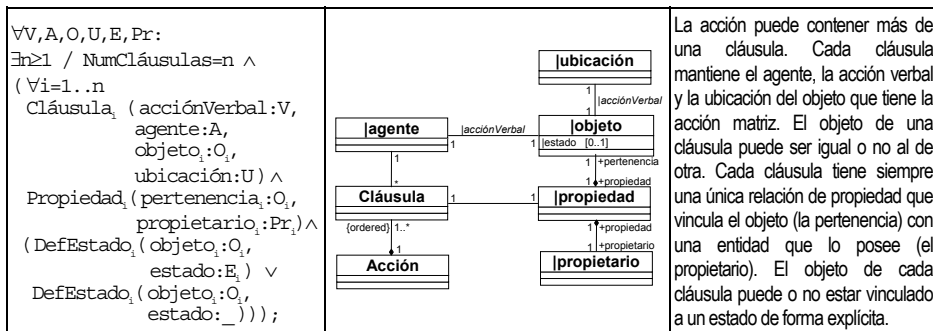 ∀V,A,O,U,E,Pr:
∃n≥1 / NumCláusulas=n ∧
(∀i=1..n
Cláusulaᵢ (acciónVerbal:V,
agente:A,
objetoᵢ:Oᵢ,
ubicación:U)∧
Propiedadᵢ(pertenenciaᵢ:Oᵢ,
propietarioᵢ:Prᵢ)∧
(DefEstadoᵢ(objetoᵢ:Oᵢ,
estado:Eᵢ) ∨
DefEstadoᵢ(objetoᵢ:Oᵢ,
estado:_)));
|ubicación
1
|acciónVerbal
1
|agente
1
|acciónVerbal
1
|objeto
|estado [0..1]
1
1
+pertenencia
*
1
+propiedad
Cláusula
1
1
|propiedad
{ordered}
1..*
1
+propiedad
1
1
+propietario
Acción
|propietario
La acción puede contener más de
una cláusula. Cada cláusula
mantiene el agente, la acción verbal
y la ubicación del objeto que tiene la
acción matriz. El objeto de una
cláusula puede ser igual o no al de
otra. Cada cláusula tiene siempre
una única relación de propiedad que
vincula el objeto (la pertenencia) con
una entidad que lo posee (el
propietario). El objeto de cada
cláusula puede o no estar vinculado
a un estado de forma explícita.